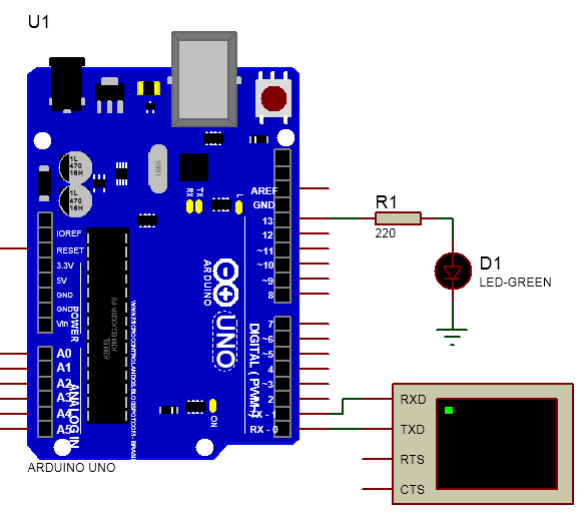 U1
1L
470
16H
1L
470
16H
RX
TX
L
AREF
GND
13
12
~11
~10
~9
8
IOREF
RESET
3.3V
5V
GND
GND
Vin
POWER
ARDUINO
UNO
7
~6
~5
4
~3
2
TX - 1
RX - 0
DIGITAL (PWM~)
A0
A1
A2
A3
A4
A5
ANALOG IN
ON
ARDUINO UNO
R1
220
D1
LED-GREEN
RXD
TXD
RTS
CTS